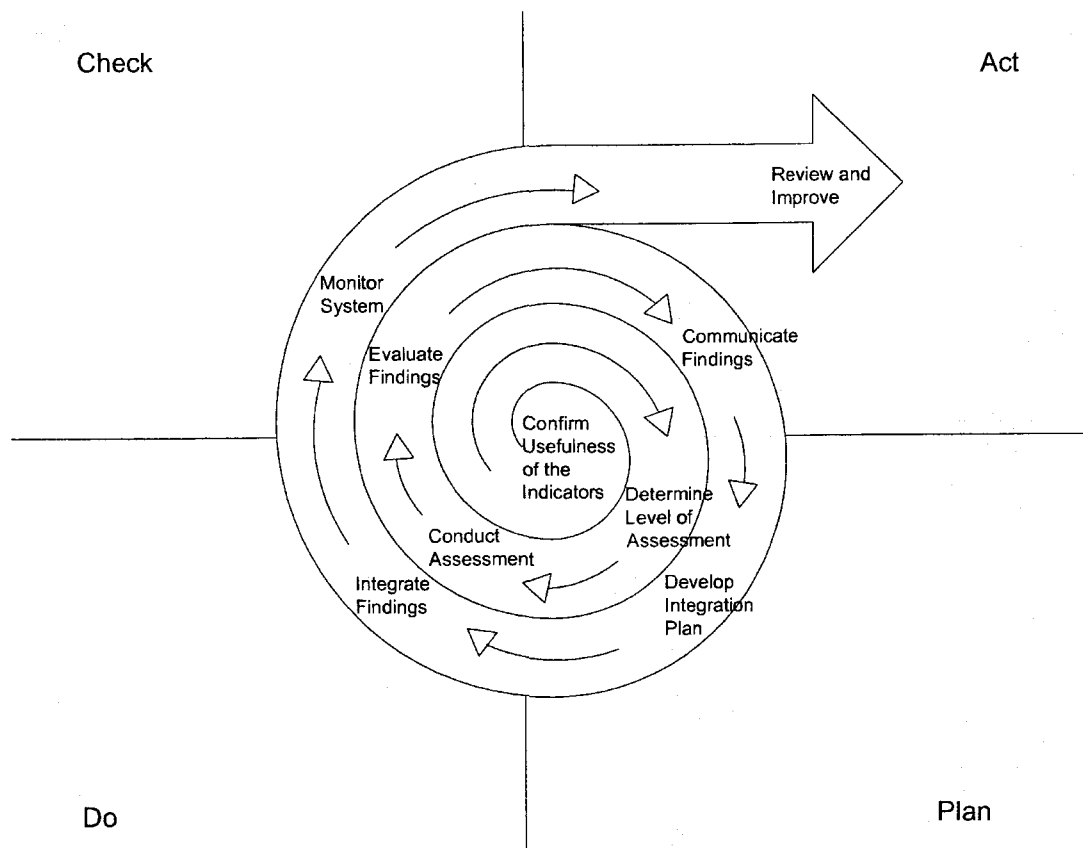 Check
Act
Review and
Improve
Monitor
System
Communicate
Findings
Evaluate
Findings
Confirm
Usefulness
of the
Indicators
Determine
Level of
Assessment
Conduct
Assessment
Integrate
Findings
Develop
Integration
Plan
Do
Plan